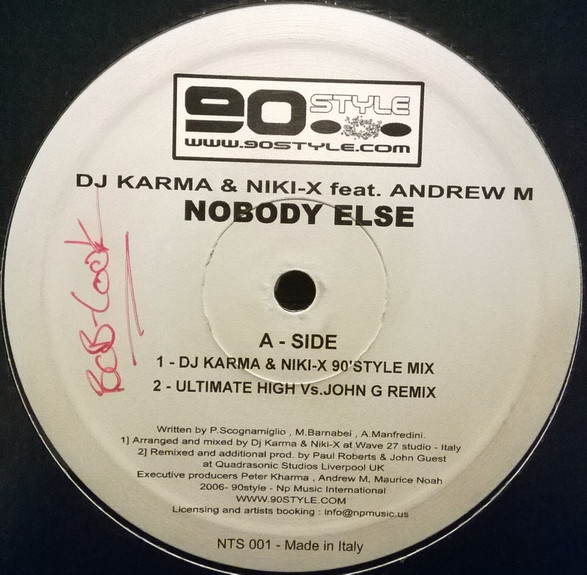 90 STYLE
www.90STYLE.com
DJ KARMA & NIKI-X feat. ANDREW M
NOBODY ELSE
BOB-COOK
A - SIDE
1 - DJ KARMA & NIKI-X 90'STYLE MIX
2 - ULTIMATE HIGH Vs.JOHN G REMIX
Written by P.Scognamiglio , M.Barnabei , A.Manfredini.
1] Arranged and mixed by Dj Karma & Niki-X at Wave 27 studio - Italy
2] Remixed and additional prod. by Paul Roberts & John Guest
at Quadrasonic Studios Liverpool UK
Executive producers Peter Kharma , Andrew M, Maurice Noah
2006- 90style - Np Music International
WWW.90STYLE.COM
Licensing and artists booking : info@npmusic.us
NTS 001 - Made in Italy